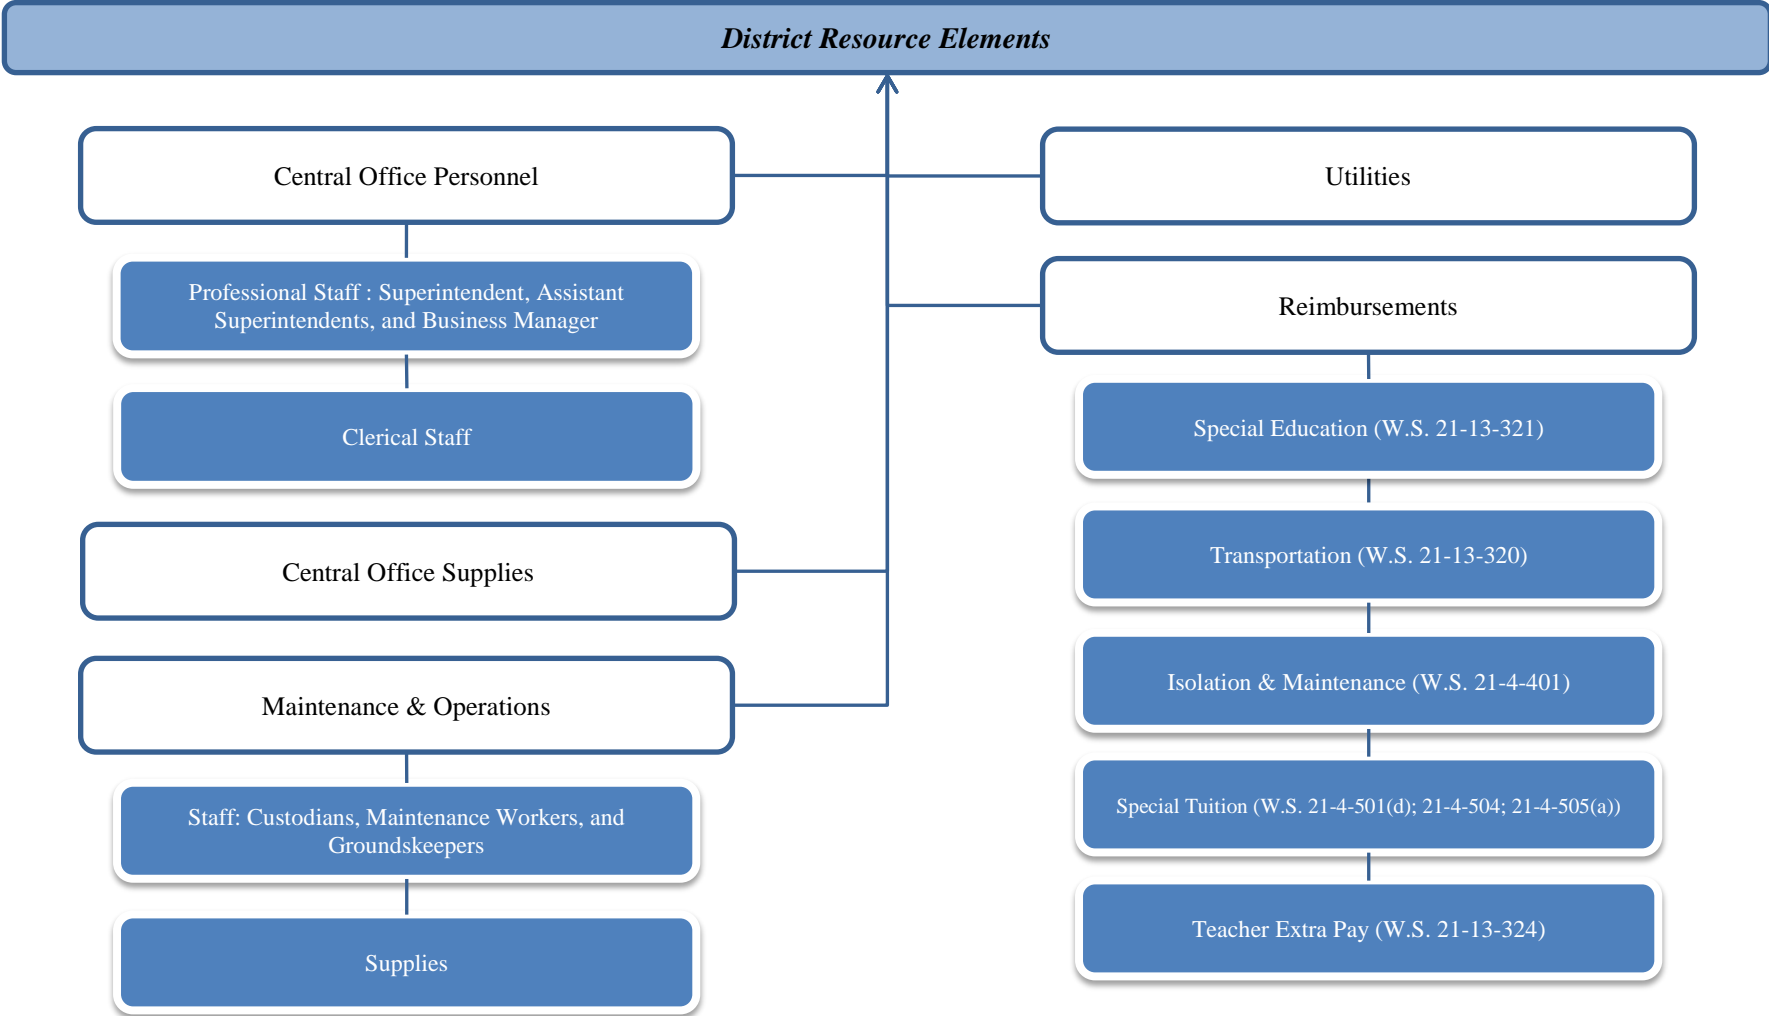 District Resource Elements
Central Office Personnel
Professional Staff : Superintendent, Assistant
Superintendents, and Business Manager
Clerical Staff
Central Office Supplies
Maintenance & Operations
Staff: Custodians, Maintenance Workers, and
Groundskeepers
Supplies
Utilities
Reimbursements
Special Education (W.S. 21-13-321)
Transportation (W.S. 21-13-320)
Isolation & Maintenance (W.S. 21-4-401)
Special Tuition (W.S. 21-4-501(d); 21-4-504; 21-4-505(a))
Teacher Extra Pay (W.S. 21-13-324)